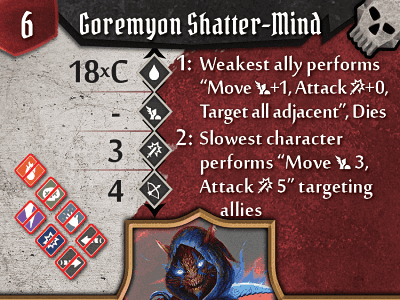 6
Goremyon Shatter-Mind
18xC
-
3
4
1: Weakest ally performs
“Move +1, Attack +0,
Target all adjacent”, Dies
2: Slowest character
performs “Move 3,
Attack 5” targeting
allies